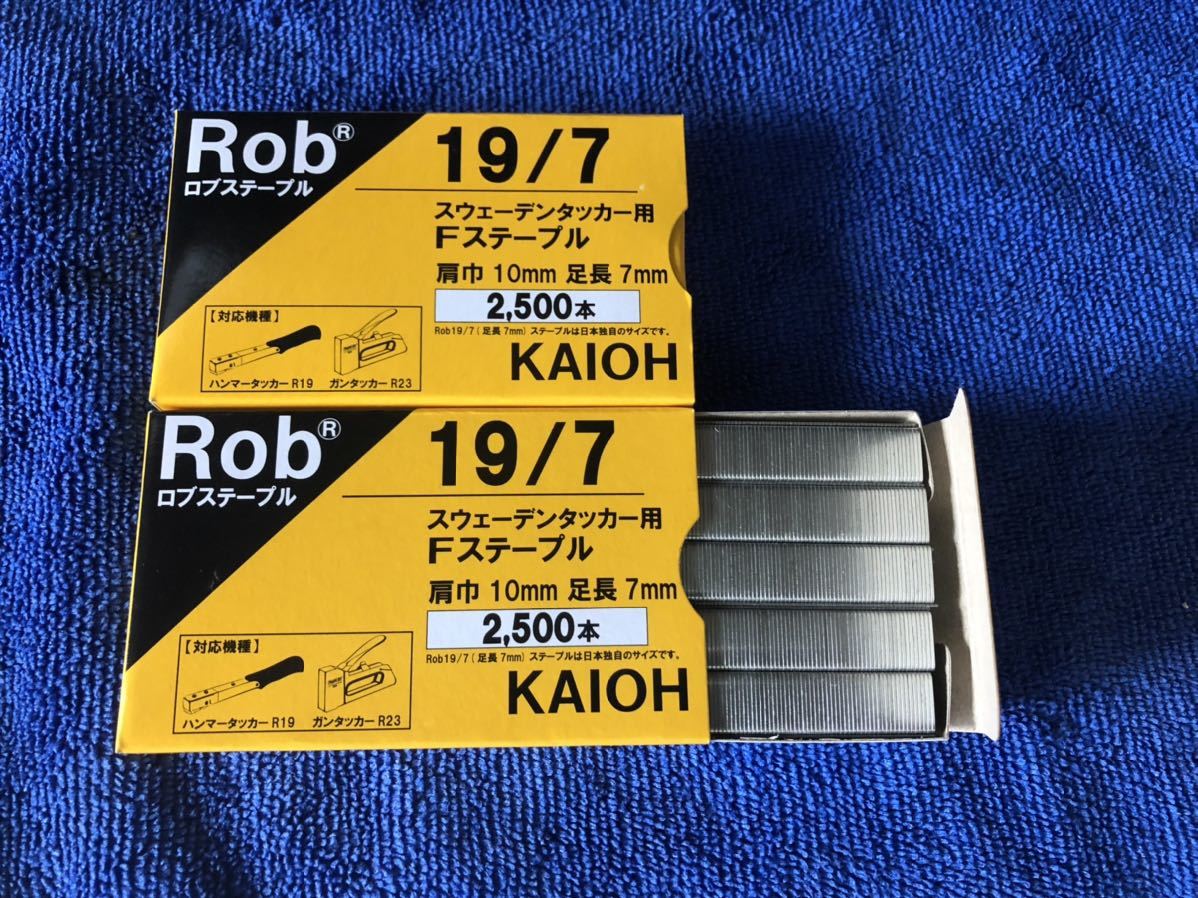 Rob®
ロブステープル
19/7
スウェーデンタッカー用
Fステープル
肩巾 10mm 足長 7mm
2,500本
Rob19/7(足長7mm) ステープルは日本独自のサイズです。
KAIOH
【対応機種】
ハンマータッカー R19 ガンタッカー R23
Rob®
ロブステープル
19/7
スウェーデンタッカー用
Fステープル
肩巾 10mm 足長 7mm
2,500本
Rob19/7(足長7mm) ステープルは日本独自のサイズです。
KAIOH
【対応機種】
ハンマータッカー R19 ガンタッカー R23